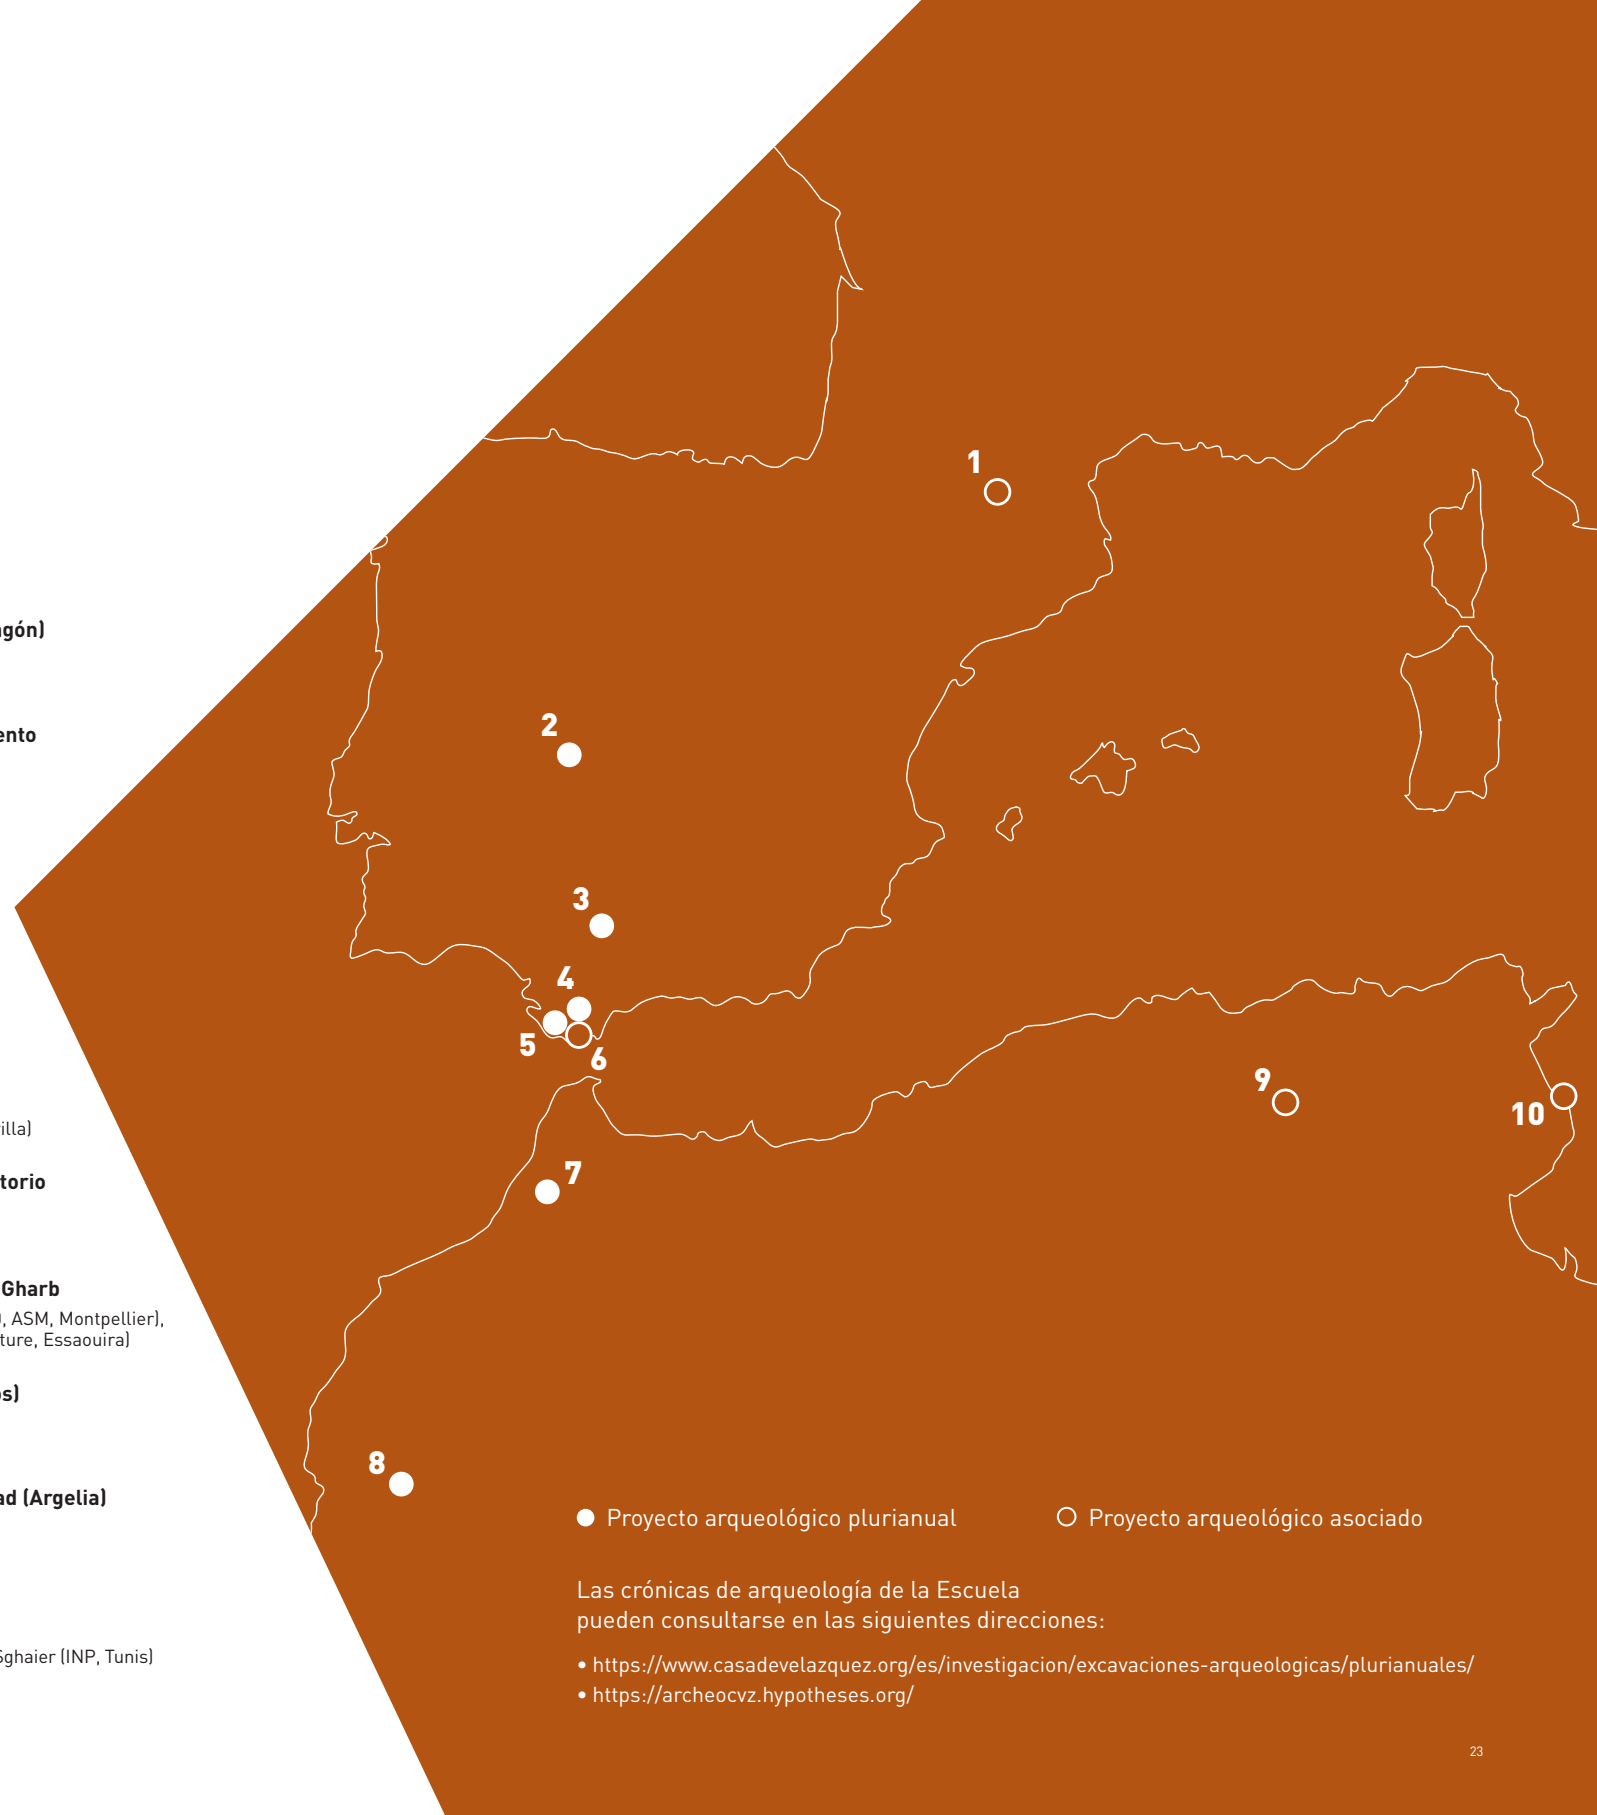 ento
torio
Gharb
, ASM, Montpellier),
ture, Essaouira)
ad (Argelia)
Sghaier (INP, Tunis)
1
2
3
4
5
6
7
8
9
10
Proyecto arqueológico plurianual
Proyecto arqueológico asociado
Las crónicas de arqueología de la Escuela
pueden consultarse en las siguientes direcciones:
• https://www.casadevelazquez.org/es/investigacion/excavaciones-arqueologicas/plurianuales/
• https://archeocvz.hypotheses.org/
23